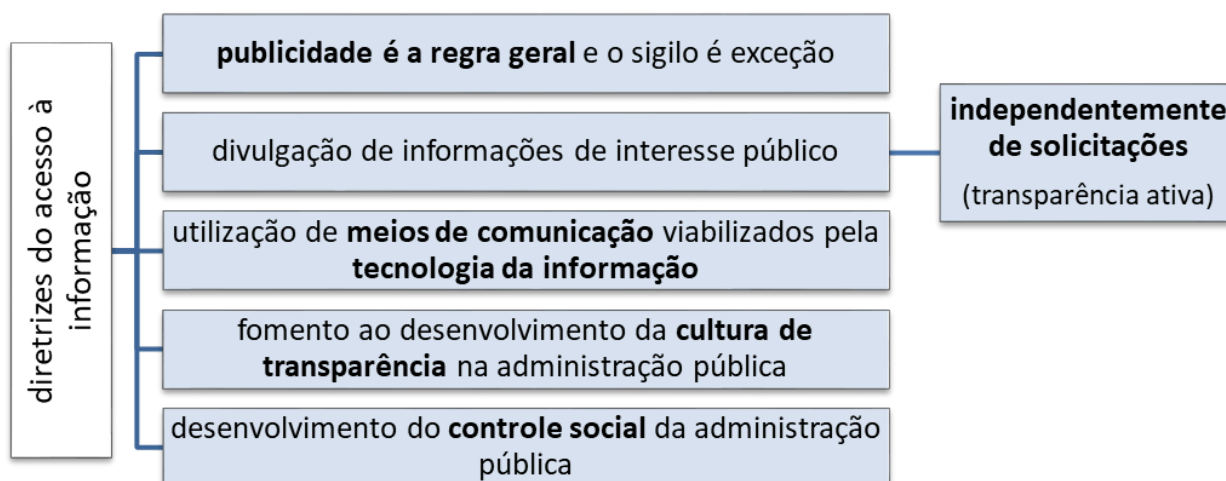 diretrizes do acesso à
informação
publicidade é a regra geral e o sigilo é exceção
divulgação de informações de interesse público
independentemente
de solicitações
(transparência ativa)
utilização de meios de comunicação viabilizados pela
tecnologia da informação
fomento ao desenvolvimento da cultura de
transparência na administração pública
desenvolvimento do controle social da administração
pública